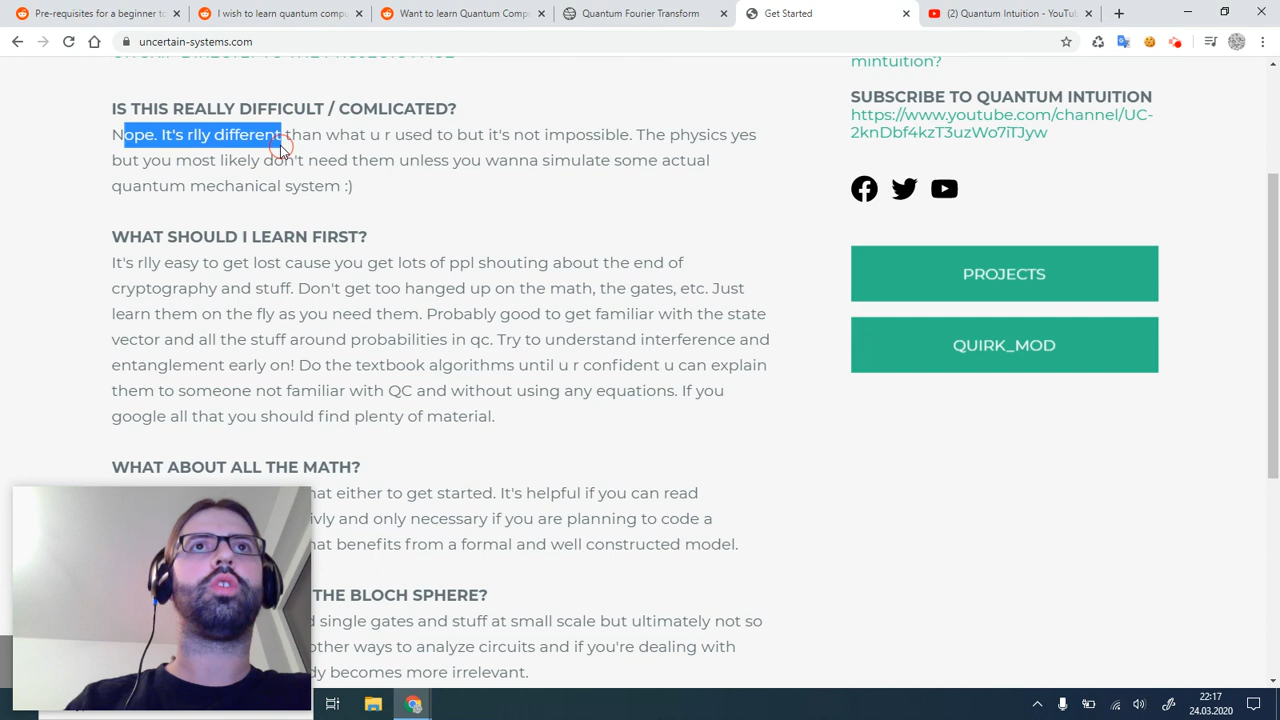 Pre-requisites for a beginner to
I wish to learn quantum compu
Want to learn Quantum Comp
Quantum Fourier Transform
Get Started
(2) Quantum Intuition - YouTu
uncertain-systems.com
mintuition?
IS THIS REALLY DIFFICULT / COMLICATED?
Nope. It's rlly different than what u r used to but it's not impossible. The physics yes
but you most likely don't need them unless you wanna simulate some actual
quantum mechanical system :)
WHAT SHOULD I LEARN FIRST?
It's rlly easy to get lost cause you get lots of ppl shouting about the end of
cryptography and stuff. Don't get too hanged up on the math, the gates, etc. Just
learn them on the fly as you need them. Probably good to get familiar with the state
vector and all the stuff around probabilities in qc. Try to understand interference and
entanglement early on! Do the textbook algorithms until u r confident u can explain
them to someone not familiar with QC and without using any equations. If you
google all that you should find plenty of material.
WHAT ABOUT ALL THE MATH?
hat either to get started. It's helpful if you can read
ivly and only necessary if you are planning to code a
hat benefits from a formal and well constructed model.
THE BLOCH SPHERE?
d single gates and stuff at small scale but ultimately not so
other ways to analyze circuits and if you're dealing with
dy becomes more irrelevant.
SUBSCRIBE TO QUANTUM INTUITION
https://www.youtube.com/channel/UC-
2knDbf4kzT3uzWo7iTJyw
PROJECTS
QUIRK_MOD
22:17
24.03.2020